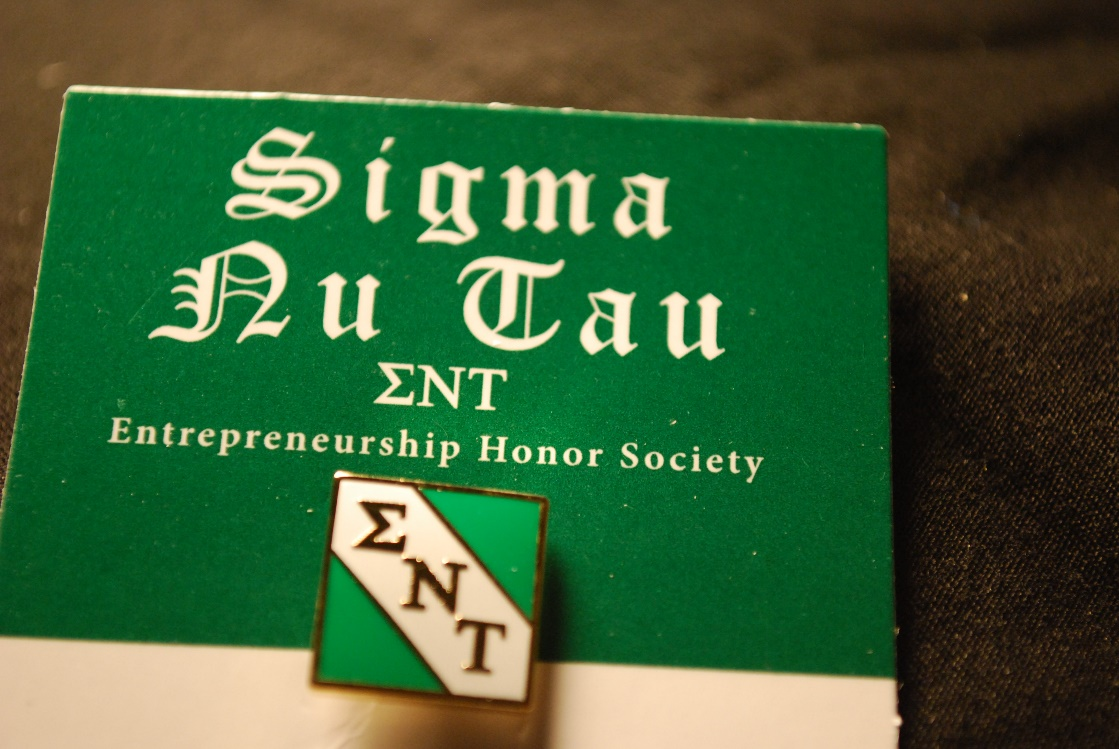 Sigma
Nu Tau
ΣΝΤ
Entrepreneurship Honor Society
Σ
Ν
Τ